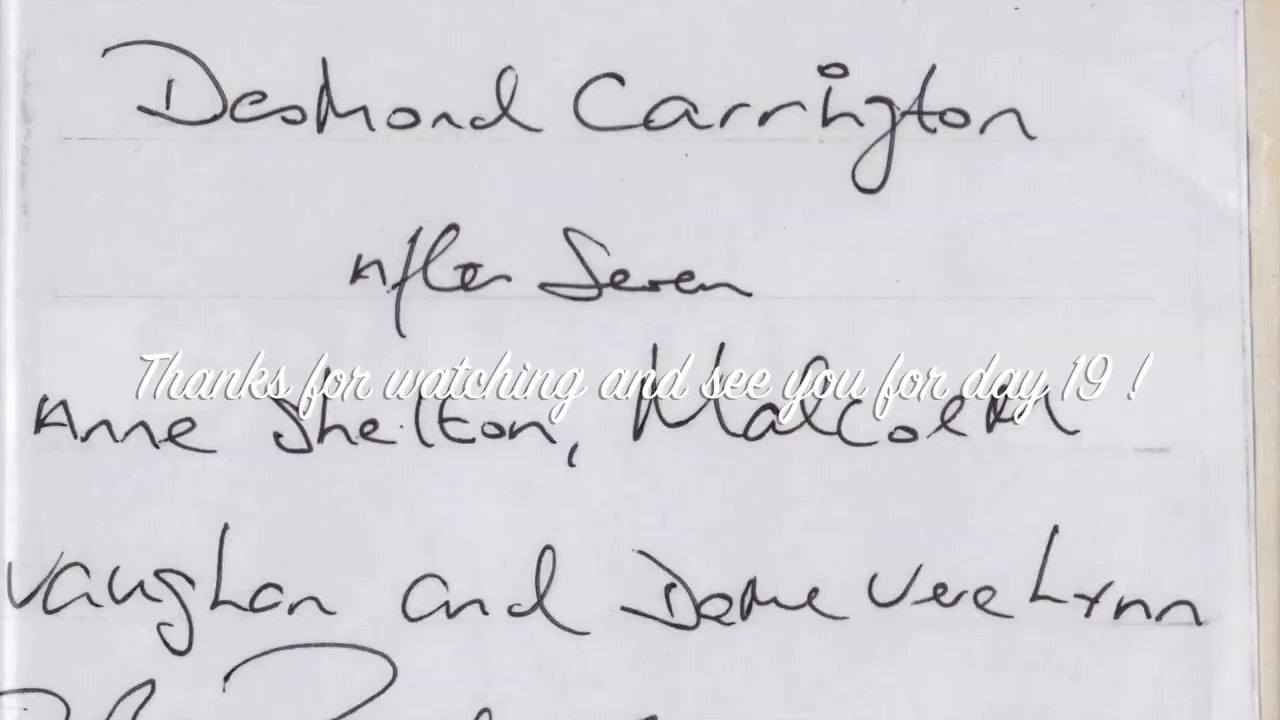 Desmond Carrington
After Seven
Thanks for watching and see you for day 19 !
Anne Shelton, Malcolm
Vaughan and Dame Vera Lynn